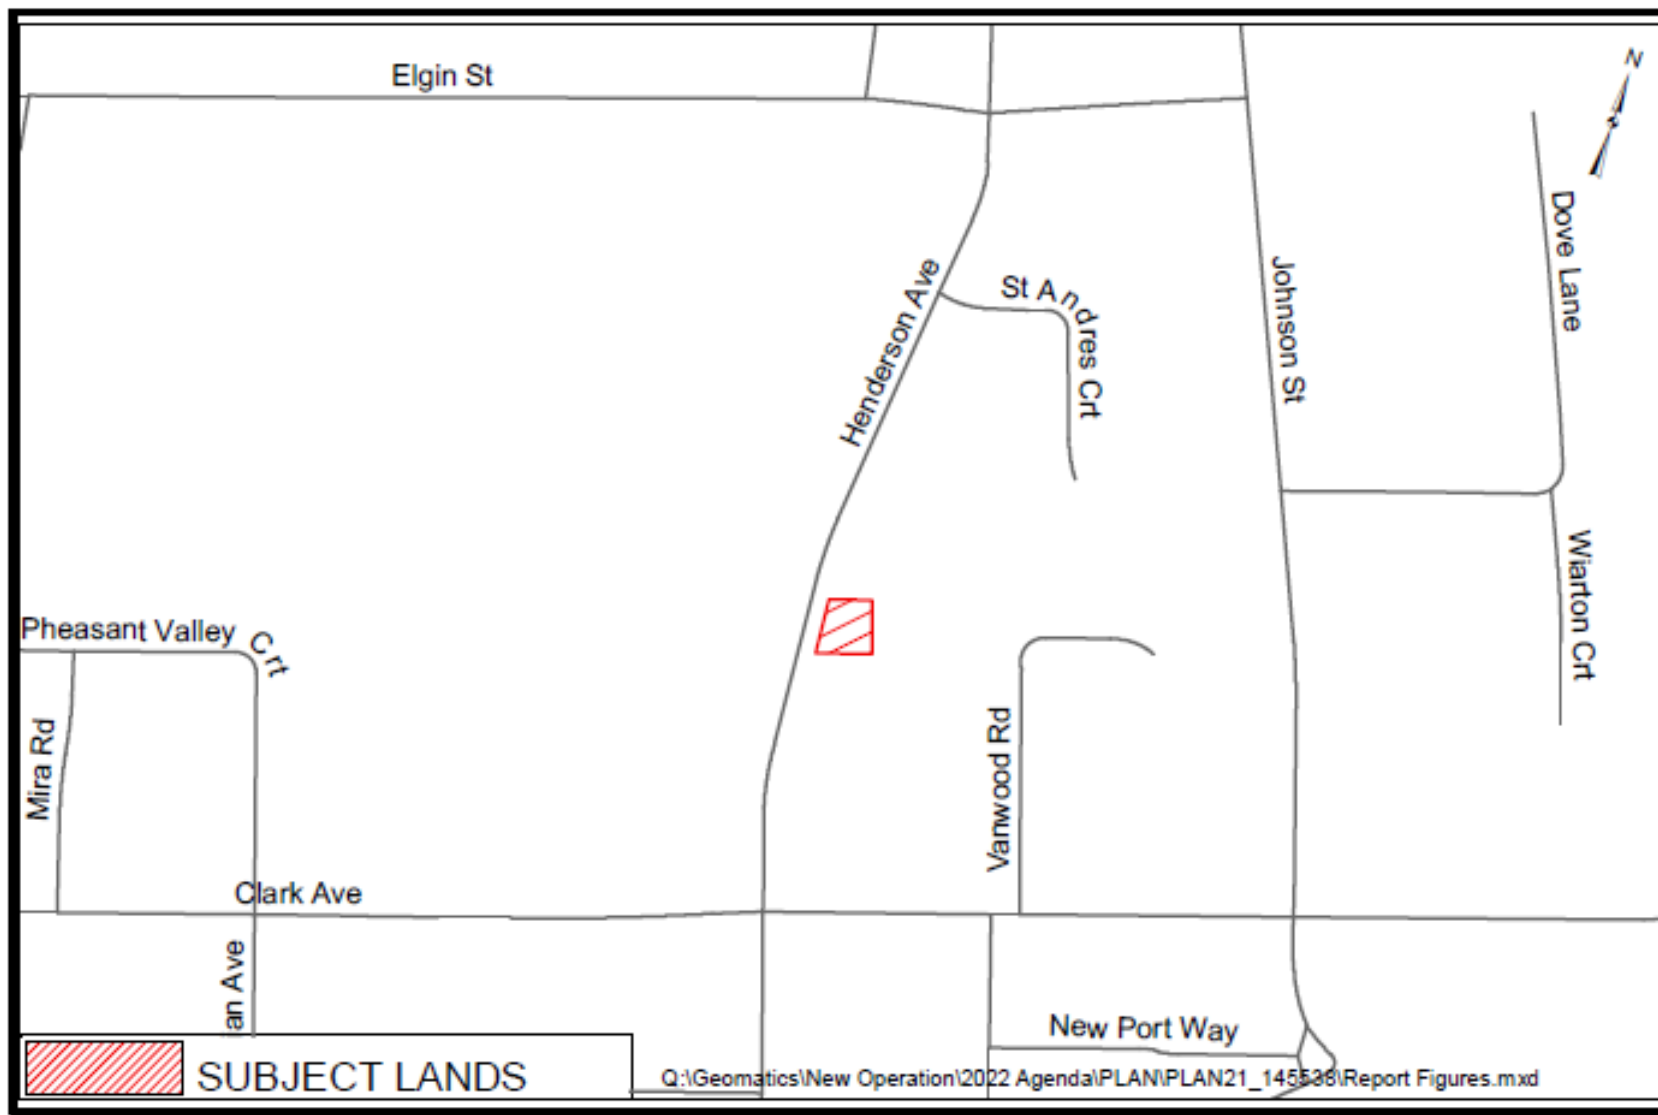 Elgin St
N
Dove Lane
Henderson Ave
St Andres Crt
Johnson St
Wiarton Crt
Pheasant Valley Crt
Mira Rd
Vanwood Rd
Clark Ave
Ave
New Port Way
SUBJECT LANDS
Q:\Geomatics\New Operation\2022 Agenda\PLAN\PLAN21_145538\Report Figures.mxd